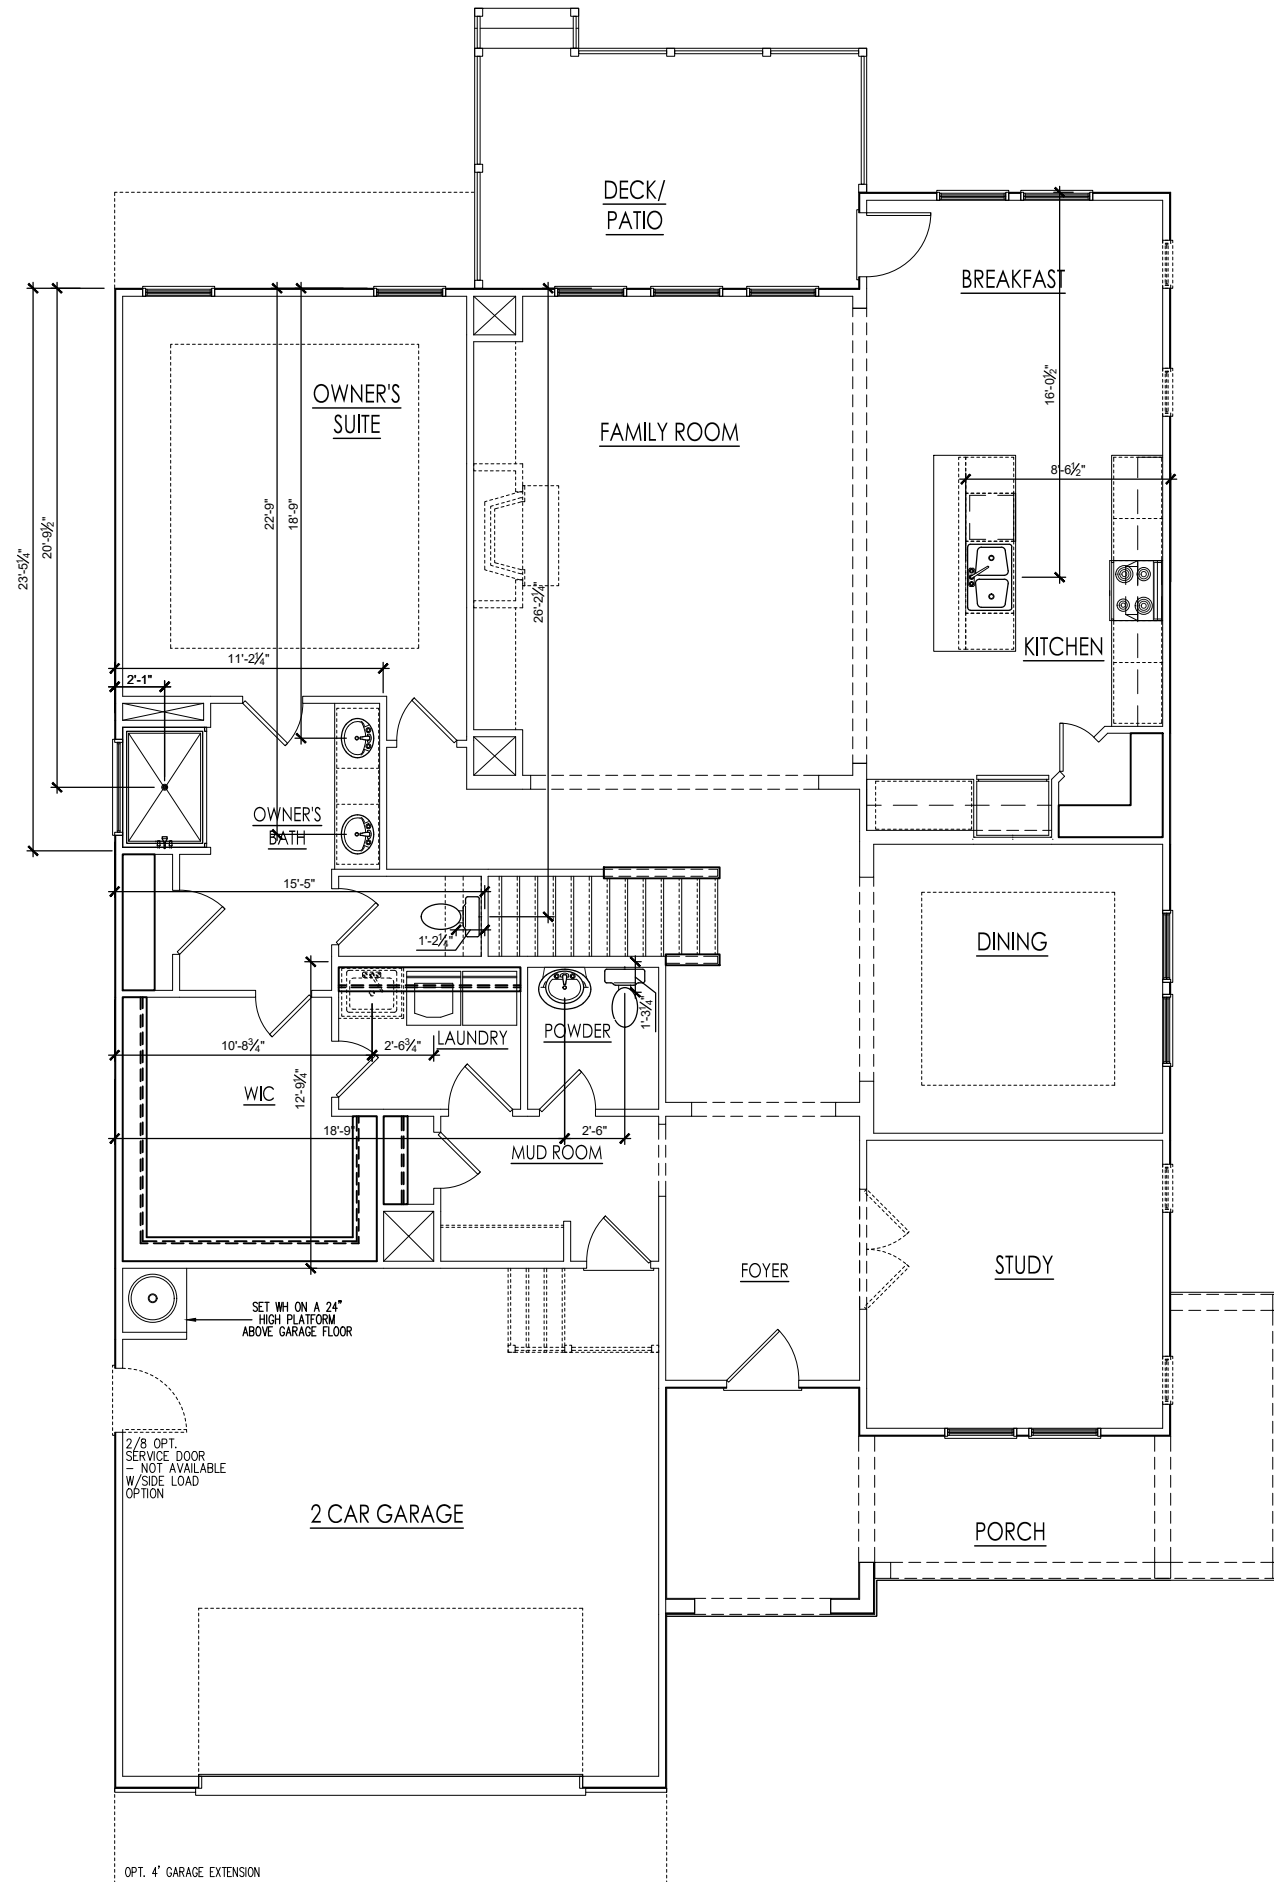 DECK/
PATIO
BREAKFAST
OWNER'S
SUITE
FAMILY ROOM
16'-0½"
8'-6½"
22'-9"
18'-9"
20'-9½"
23'-5¼"
26'-2¼"
KITCHEN
11'-2¼"
2'-1"
OWNER'S
BATH
15'-5"
1'-2¼"
DINING
10'-8¾"
2'-6¾"
LAUNDRY
POWDER
1'-3¼"
WIC
12'-9¼"
18'-9"
2'-6"
MUD ROOM
FOYER
STUDY
SET WH ON A 24"
HIGH PLATFORM
ABOVE GARAGE FLOOR
2/8 OPT.
SERVICE DOOR
- NOT AVAILABLE
W/SIDE LOAD
OPTION
2 CAR GARAGE
PORCH
OPT. 4' GARAGE EXTENSION